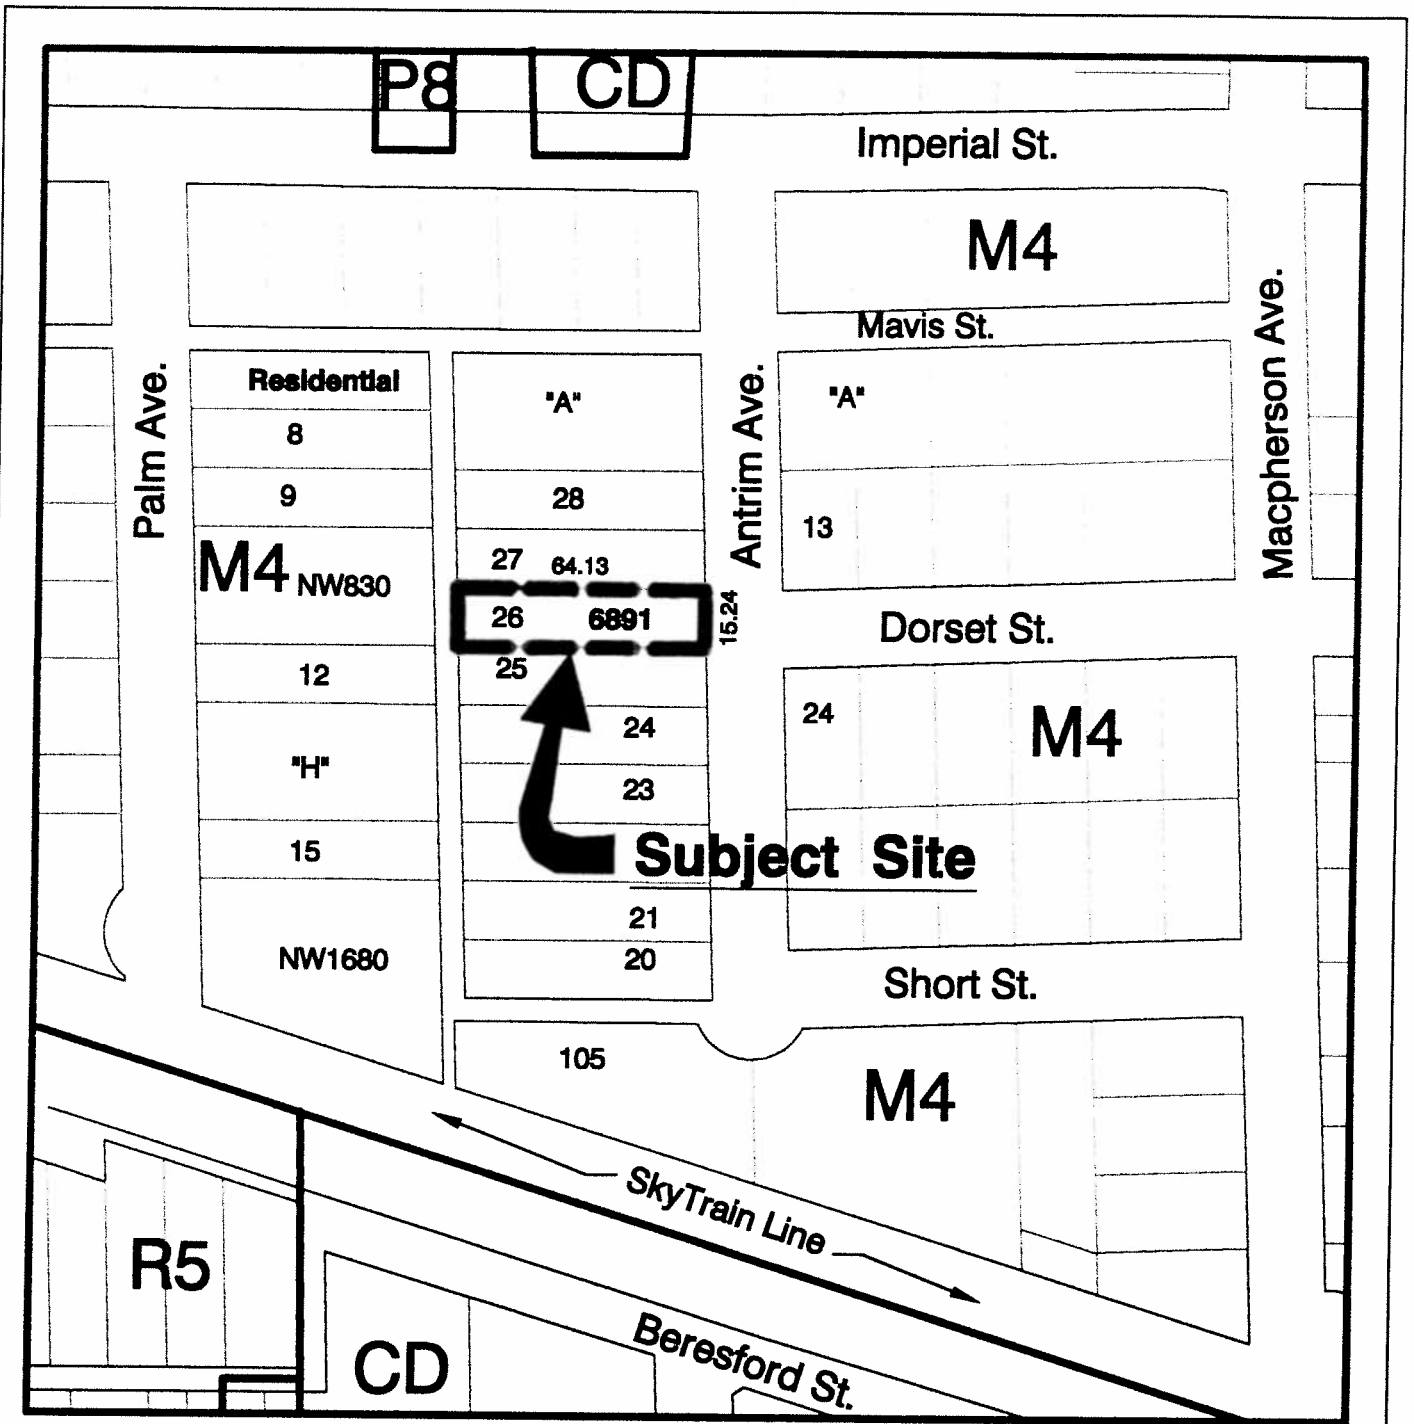 P8
CD
Imperial St.
M4
Mavis St.
Macpherson Ave.
Palm Ave.
Residential
8
9
M4 NW830
12
"H"
15
NW1680
"A"
28
27
64.13
26
6891
15.24
25
24
23
Subject Site
21
20
Antrim Ave.
"A"
13
Dorset St.
24
M4
Short St.
105
M4
SkyTrain Line
R5
CD
Beresford St.